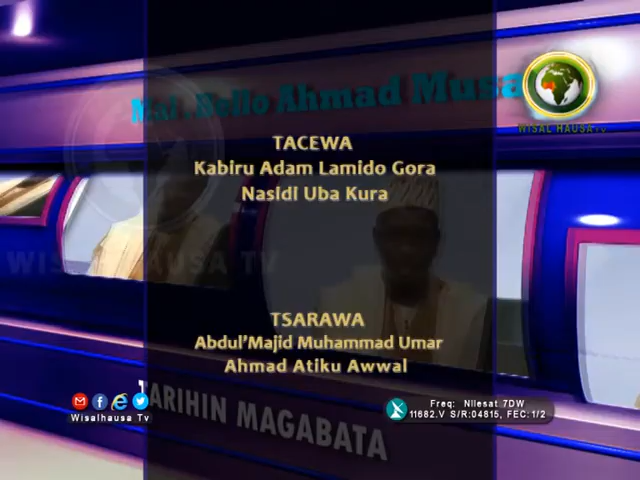 Mal . Bello Ahmad Musa
WISAL HAUSA TV
TACEWA
Kabiru Adam Lamido Gora
Nasidi Uba Kura
WISAL HAUSA TV
TSARAWA
Abdul'Majid Muhammad Umar
Ahmad Atiku Awwal
TARIHIN MAGABATA
Wisalhausa Tv
Freq: Nilesat 7DW
11682.V S/R:04815, FEC:1/2